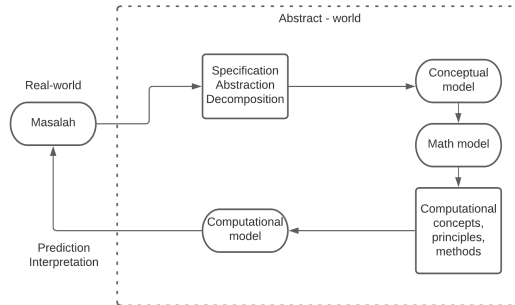 Abstract - world
Real-world
Masalah
Specification
Abstraction
Decomposition
Conceptual
model
Math model
Computational
concepts,
principles,
methods
Computational
model
Prediction
Interpretation